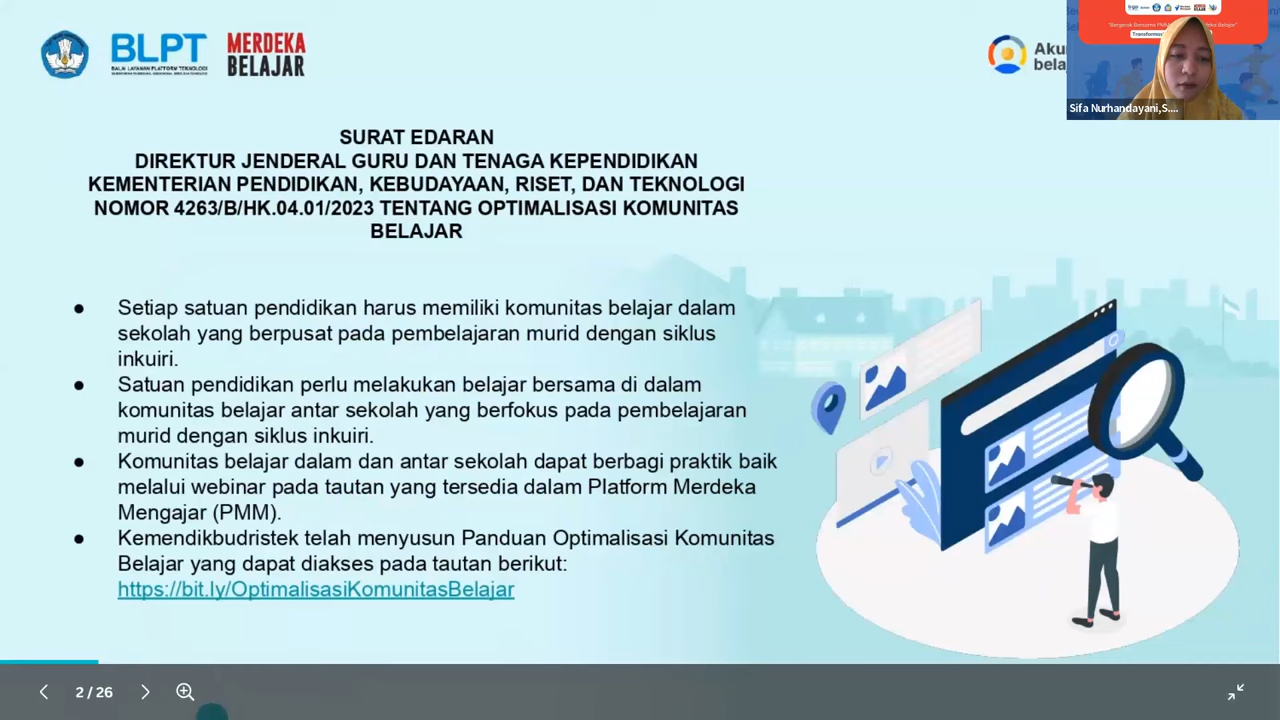 BLPT
BALAI LAYANAN PLATFORM TEKNOLOGI
MERDEKA
BELAJAR
Aku
bela
Sifa Nurhandayani,S....
SURAT EDARAN
DIREKTUR JENDERAL GURU DAN TENAGA KEPENDIDIKAN
KEMENTERIAN PENDIDIKAN, KEBUDAYAAN, RISET, DAN TEKNOLOGI
NOMOR 4263/B/HK.04.01/2023 TENTANG OPTIMALISASI KOMUNITAS
BELAJAR
● Setiap satuan pendidikan harus memiliki komunitas belajar dalam
sekolah yang berpusat pada pembelajaran murid dengan siklus
inkuiri.
● Satuan pendidikan perlu melakukan belajar bersama di dalam
komunitas belajar antar sekolah yang berfokus pada pembelajaran
murid dengan siklus inkuiri.
● Komunitas belajar dalam dan antar sekolah dapat berbagi praktik baik
melalui webinar pada tautan yang tersedia dalam Platform Merdeka
Mengajar (PMM).
● Kemendikbudristek telah menyusun Panduan Optimalisasi Komunitas
Belajar yang dapat diakses pada tautan berikut:
https://bit.ly/OptimalisasiKomunitasBelajar
2 / 26